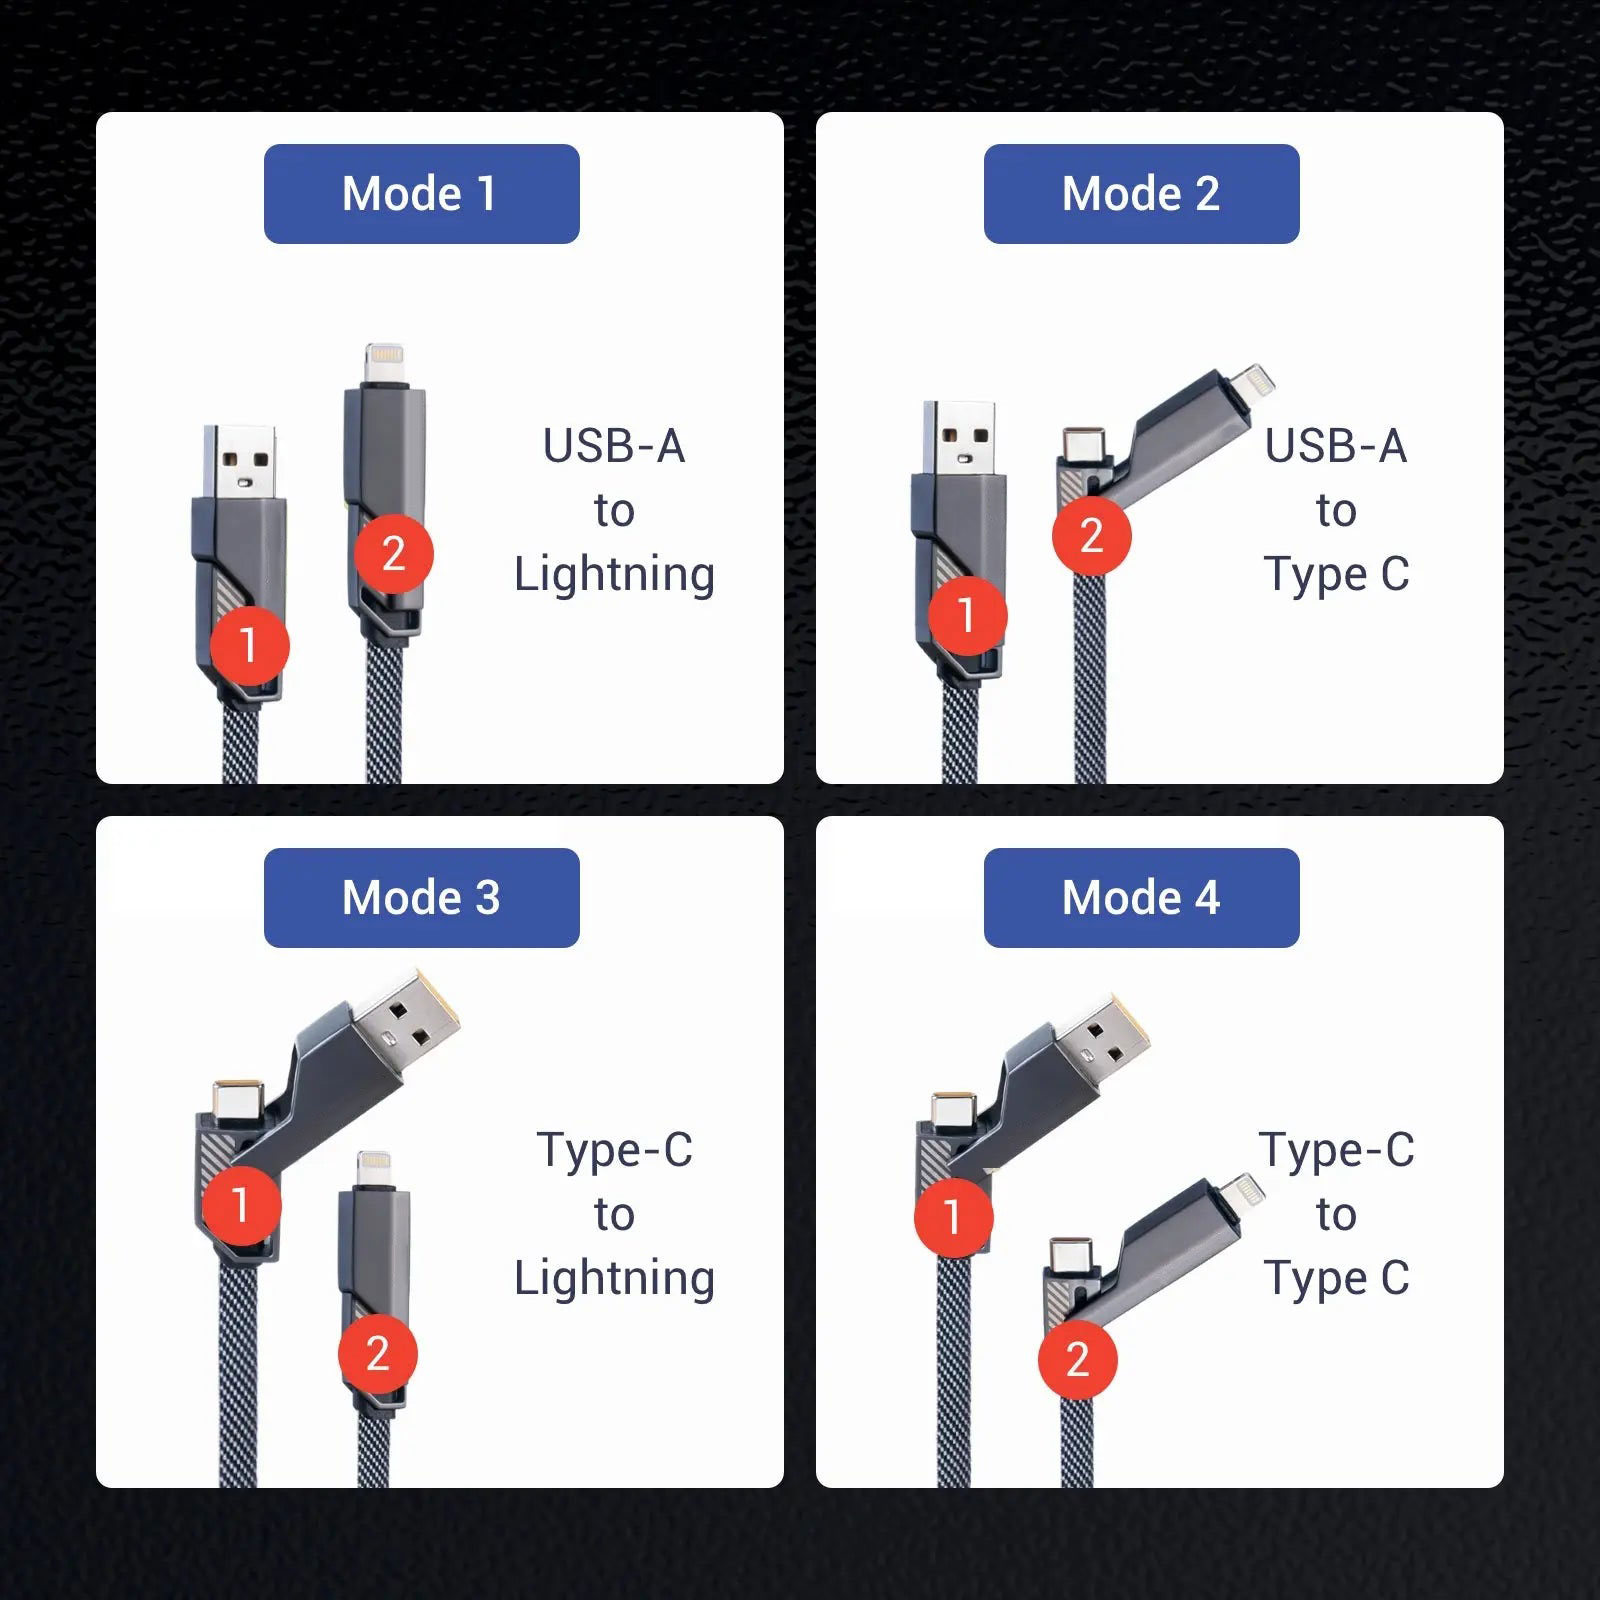 Mode 1
USB-A
to
Lightning
1
2
Mode 2
USB-A
to
Type C
1
2
Mode 3
Type-C
to
Lightning
1
2
Mode 4
Type-C
to
Type C
1
2